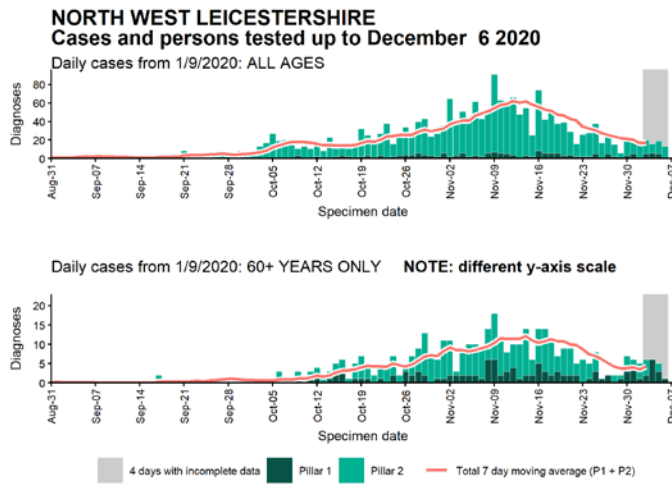 NORTH WEST LEICESTERSHIRE
Cases and persons tested up to December 6 2020
Daily cases from 1/9/2020: ALL AGES
Diagnoses
80
60
40
20
0
Aug-31 Sep-07 Sep-14 Sep-21 Sep-28 Oct-05 Oct-12 Oct-19 Oct-26 Nov-02 Nov-09 Nov-16 Nov-23 Nov-30 Dec-07
Specimen date
Daily cases from 1/9/2020: 60+ YEARS ONLY NOTE: different y-axis scale
Diagnoses
20
15
10
5
0
Aug-31 Sep-07 Sep-14 Sep-21 Sep-28 Oct-05 Oct-12 Oct-19 Oct-26 Nov-02 Nov-09 Nov-16 Nov-23 Nov-30 Dec-07
Specimen date
4 days with incomplete data Pillar 1 Pillar 2 Total 7 day moving average (P1 + P2)